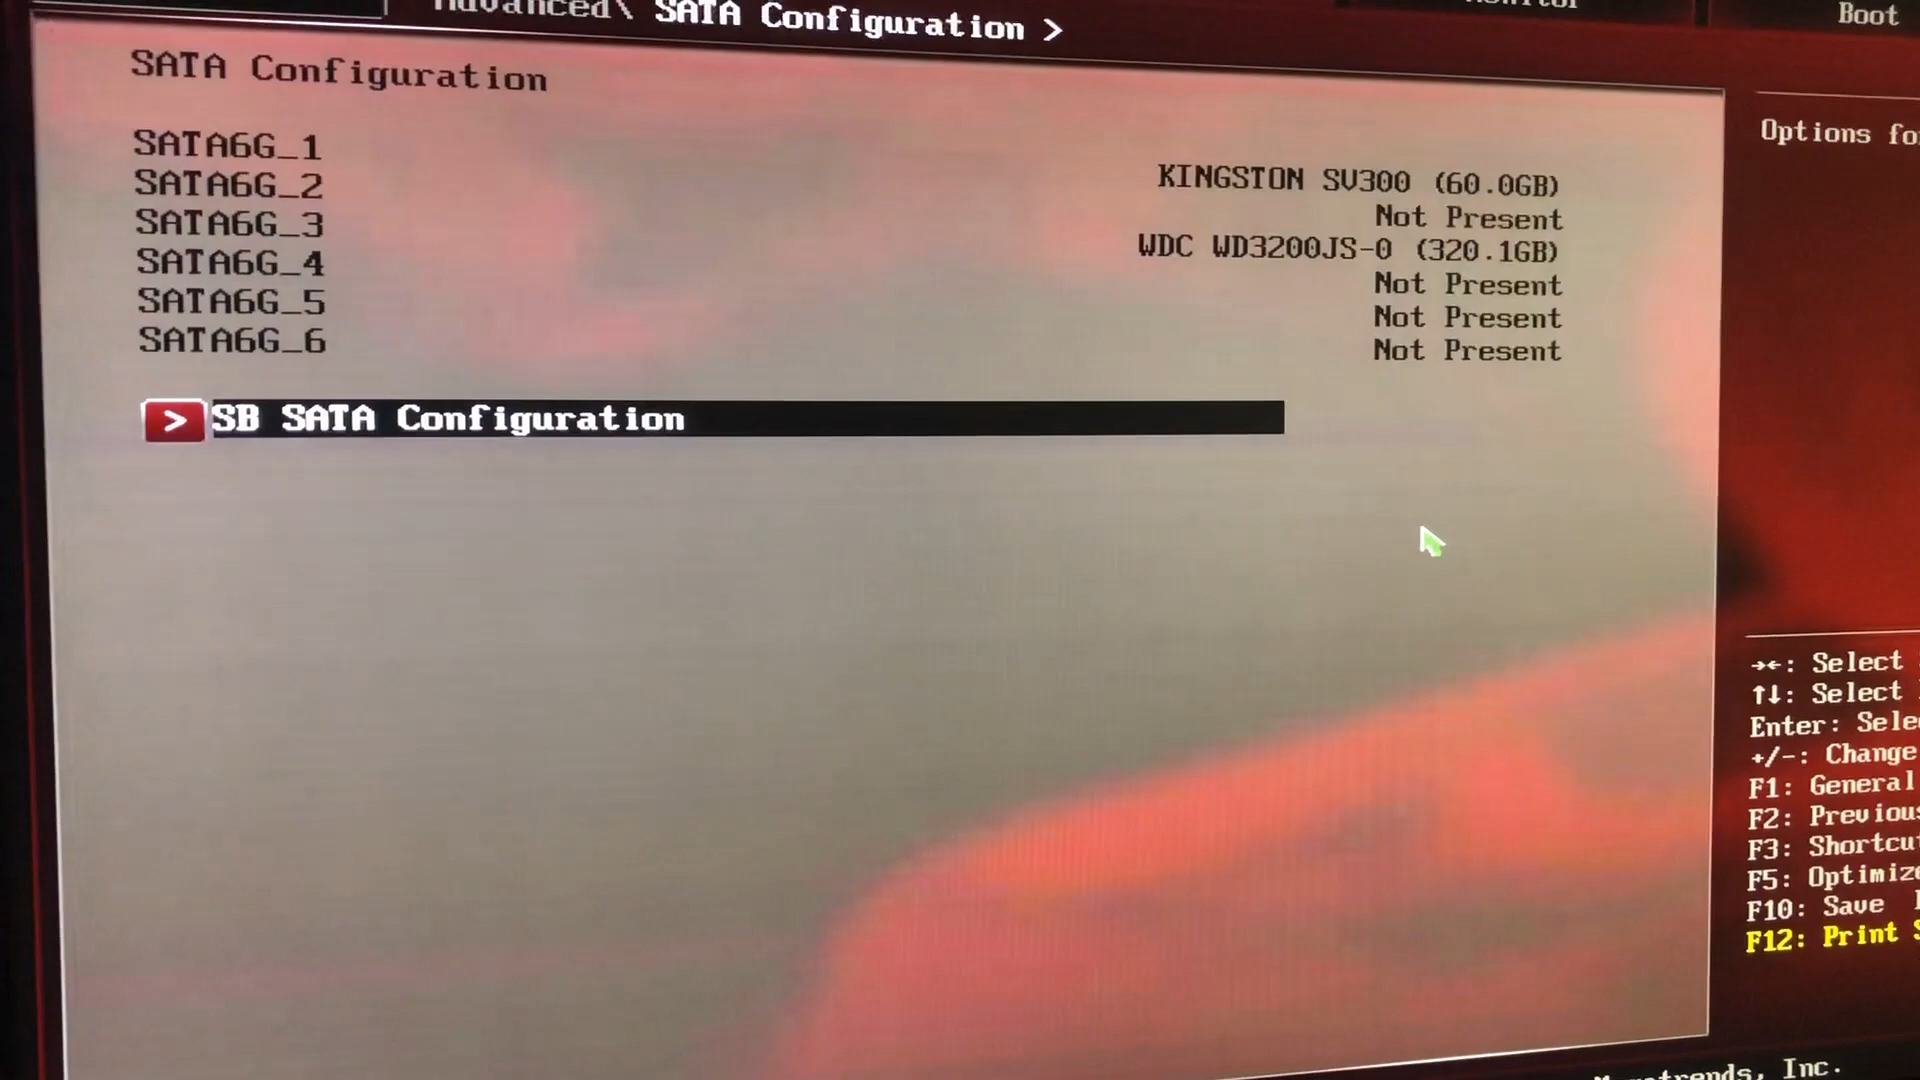 SATA Configuration >
Boot
SATA Configuration
SATA6G_1 KINGSTON SV300 (60.0GB)
SATA6G_2 Not Present
SATA6G_3 WDC WD3200JS-0 (320.1GB)
SATA6G_4 Not Present
SATA6G_5 Not Present
SATA6G_6 Not Present
> SB SATA Configuration
Options
→←: Select
↑↓: Select
Enter:
+/-: Change
F1: General
F2:
F3:
F5:
F10: Save
F12: Print
Inc.